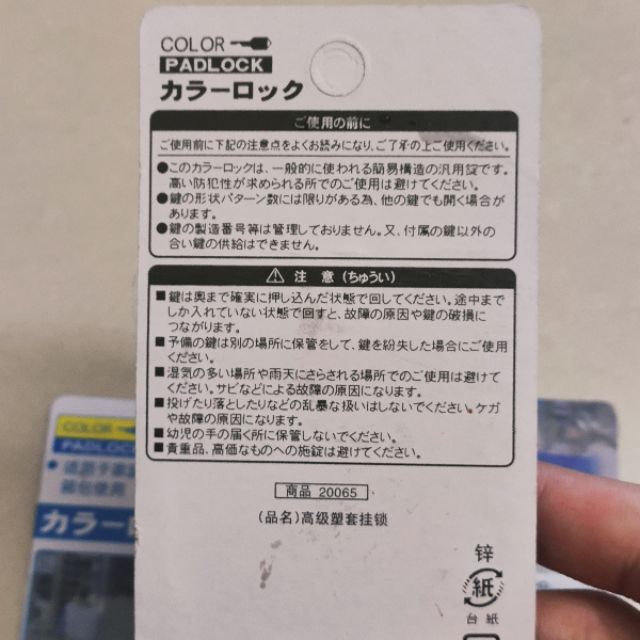 COLOR
PADLOCK
カラーロック
ご使用の前に
ご使用前に下記の注意点をよくお読みになり、ご了承の上ご使用ください。
●このカラーロックは、一般的に使われる簡易構造の汎用錠です。
高い防犯性が求められる所でのご使用は避けてください。
●鍵の形状パターン数には限りがある為、他の鍵でも開く場合が
あります。
●鍵の製造番号等は管理しておりません。又、付属の鍵以外の
合い鍵の供給はできません。
⚠ 注 意 (ちゅうい)
■鍵は奥まで確実に押し込んだ状態で回してください。途中まで
しか入れていない状態で回すと、故障の原因や鍵の破損に
つながります。
■予備の鍵は別の場所に保管をして、鍵を紛失した場合にご使用
ください。
■湿気の多い場所や雨天にさらされる場所でのご使用は避けて
ください。サビなどによる故障の原因になります。
■投げたり落としたりなどの乱暴な扱いはしないでください。ケガ
や故障の原因になります。
■幼児の手の届く所に保管しないでください。
■貴重品、高価なものへの施錠は避けてください。
商品 20065
(品名)高级塑套挂锁
锌
紙
台 紙
COLOR
PADLOCK
箱包使用
カラー